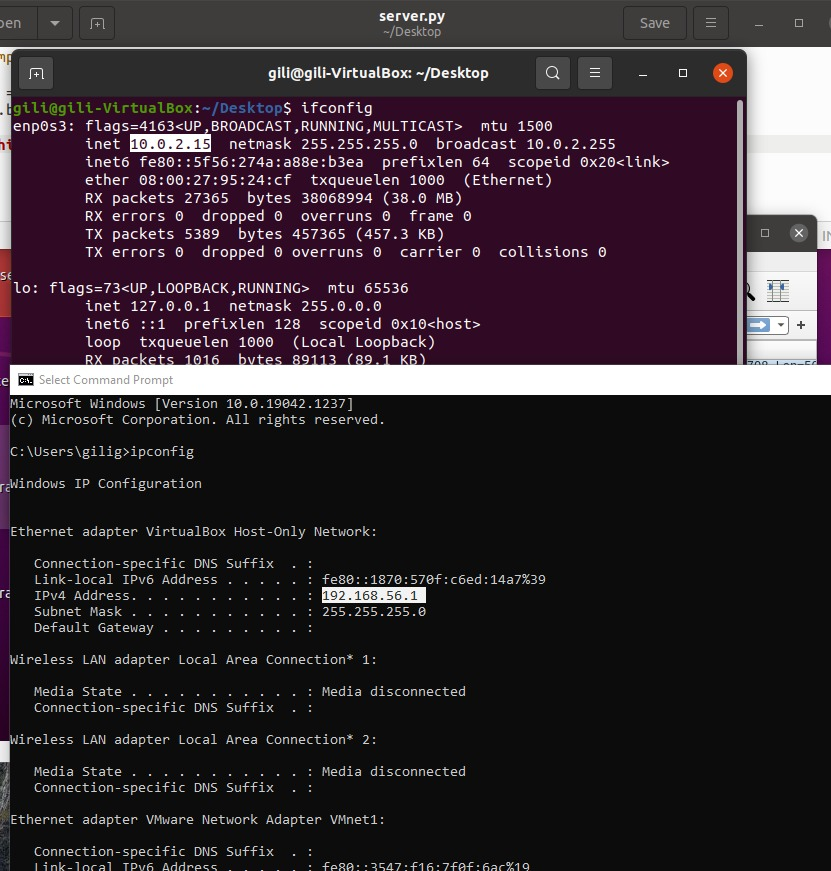 server.py
~/Desktop
Save
gili@gili-VirtualBox: ~/Desktop
gili@gili-VirtualBox:~/Desktop$ ifconfig
enp0s3: flags=4163<UP,BROADCAST,RUNNING,MULTICAST>  mtu 1500
inet 10.0.2.15  netmask 255.255.255.0  broadcast 10.0.2.255
inet6 fe80::5f56:274a:a88e:b3ea  prefixlen 64  scopeid 0x20<link>
ether 08:00:27:95:24:cf  txqueuelen 1000  (Ethernet)
RX packets 27365  bytes 38068994 (38.0 MB)
RX errors 0  dropped 0  overruns 0  frame 0
TX packets 5389  bytes 457365 (457.3 KB)
TX errors 0  dropped 0 overruns 0  carrier 0  collisions 0
lo: flags=73<UP,LOOPBACK,RUNNING>  mtu 65536
inet 127.0.0.1  netmask 255.0.0.0
inet6 ::1  prefixlen 128  scopeid 0x10<host>
loop  txqueuelen 1000  (Local Loopback)
RX packets 1016  bytes 89113 (89.1 KB)
Select Command Prompt
Microsoft Windows [Version 10.0.19042.1237]
(c) Microsoft Corporation. All rights reserved.
C:\Users\gilig>ipconfig
Windows IP Configuration
Ethernet adapter VirtualBox Host-Only Network:
Connection-specific DNS Suffix  . :
Link-local IPv6 Address . . . . . : fe80::1870:570f:c6ed:14a7%39
IPv4 Address. . . . . . . . . . . : 192.168.56.1
Subnet Mask . . . . . . . . . . . : 255.255.255.0
Default Gateway . . . . . . . . . :
Wireless LAN adapter Local Area Connection* 1:
Media State . . . . . . . . . . . : Media disconnected
Connection-specific DNS Suffix  . :
Wireless LAN adapter Local Area Connection* 2:
Media State . . . . . . . . . . . : Media disconnected
Connection-specific DNS Suffix  . :
Ethernet adapter VMware Network Adapter VMnet1:
Connection-specific DNS Suffix  . :
Link-local IPv6 Address . . . . . : fe80::3547:f16:7f0f:6ac%19